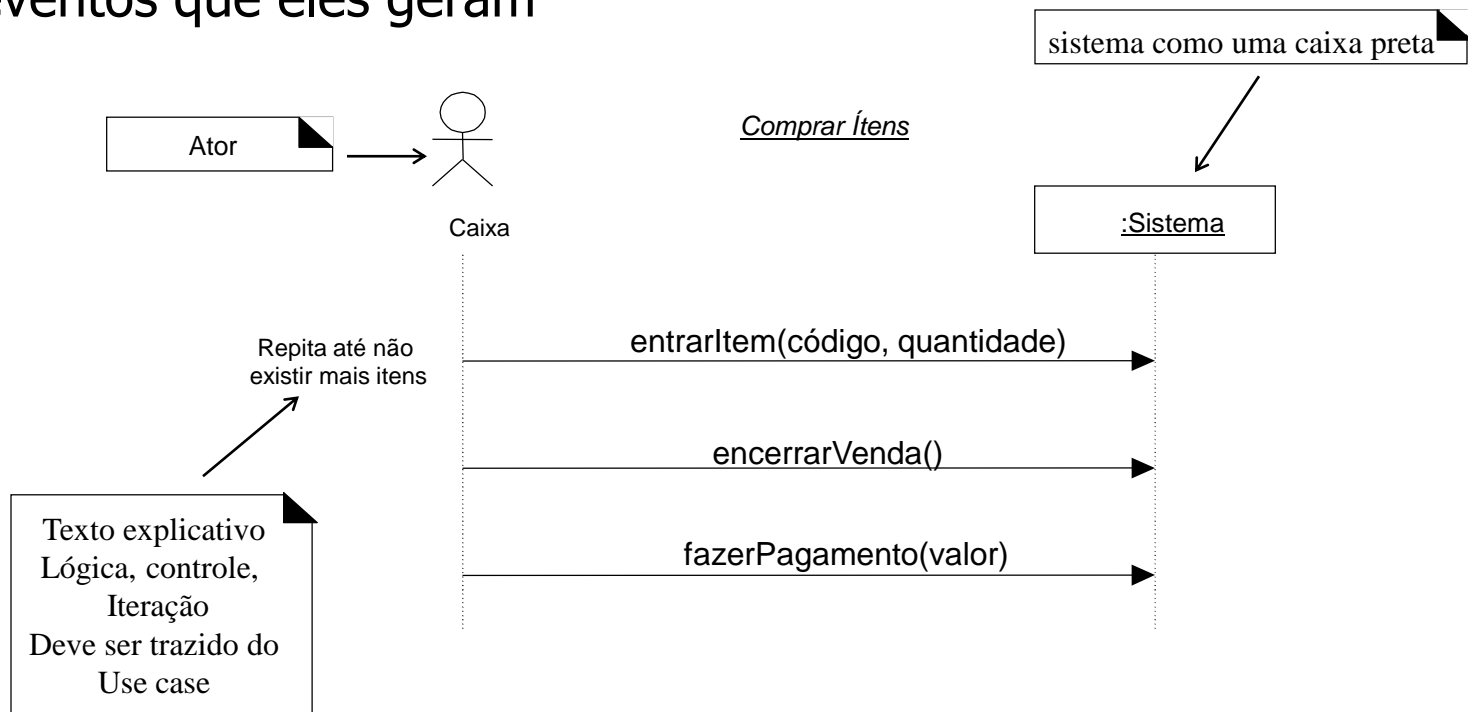 eventos que eles geram
sistema como uma caixa preta
Ator
Comprar Ítens
Caixa
:Sistema
entrarItem(código, quantidade)
Repita até não
existir mais itens
encerrarVenda()
Texto explicativo
Lógica, controle,
Iteração
Deve ser trazido do
Use case
fazerPagamento(valor)